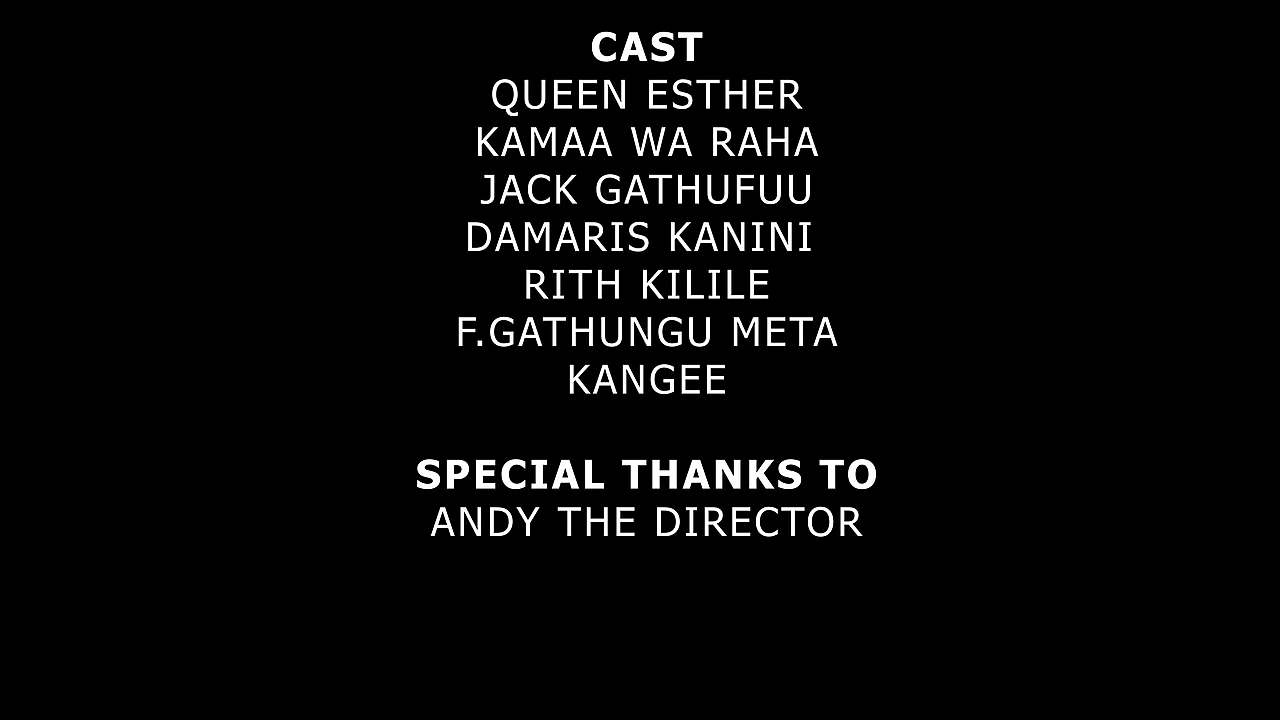 CAST
QUEEN ESTHER
KAMAA WA RAHA
JACK GATHUFUU
DAMARIS KANINI
RITH KILILE
F.GATHUNGU META
KANGEE
SPECIAL THANKS TO
ANDY THE DIRECTOR